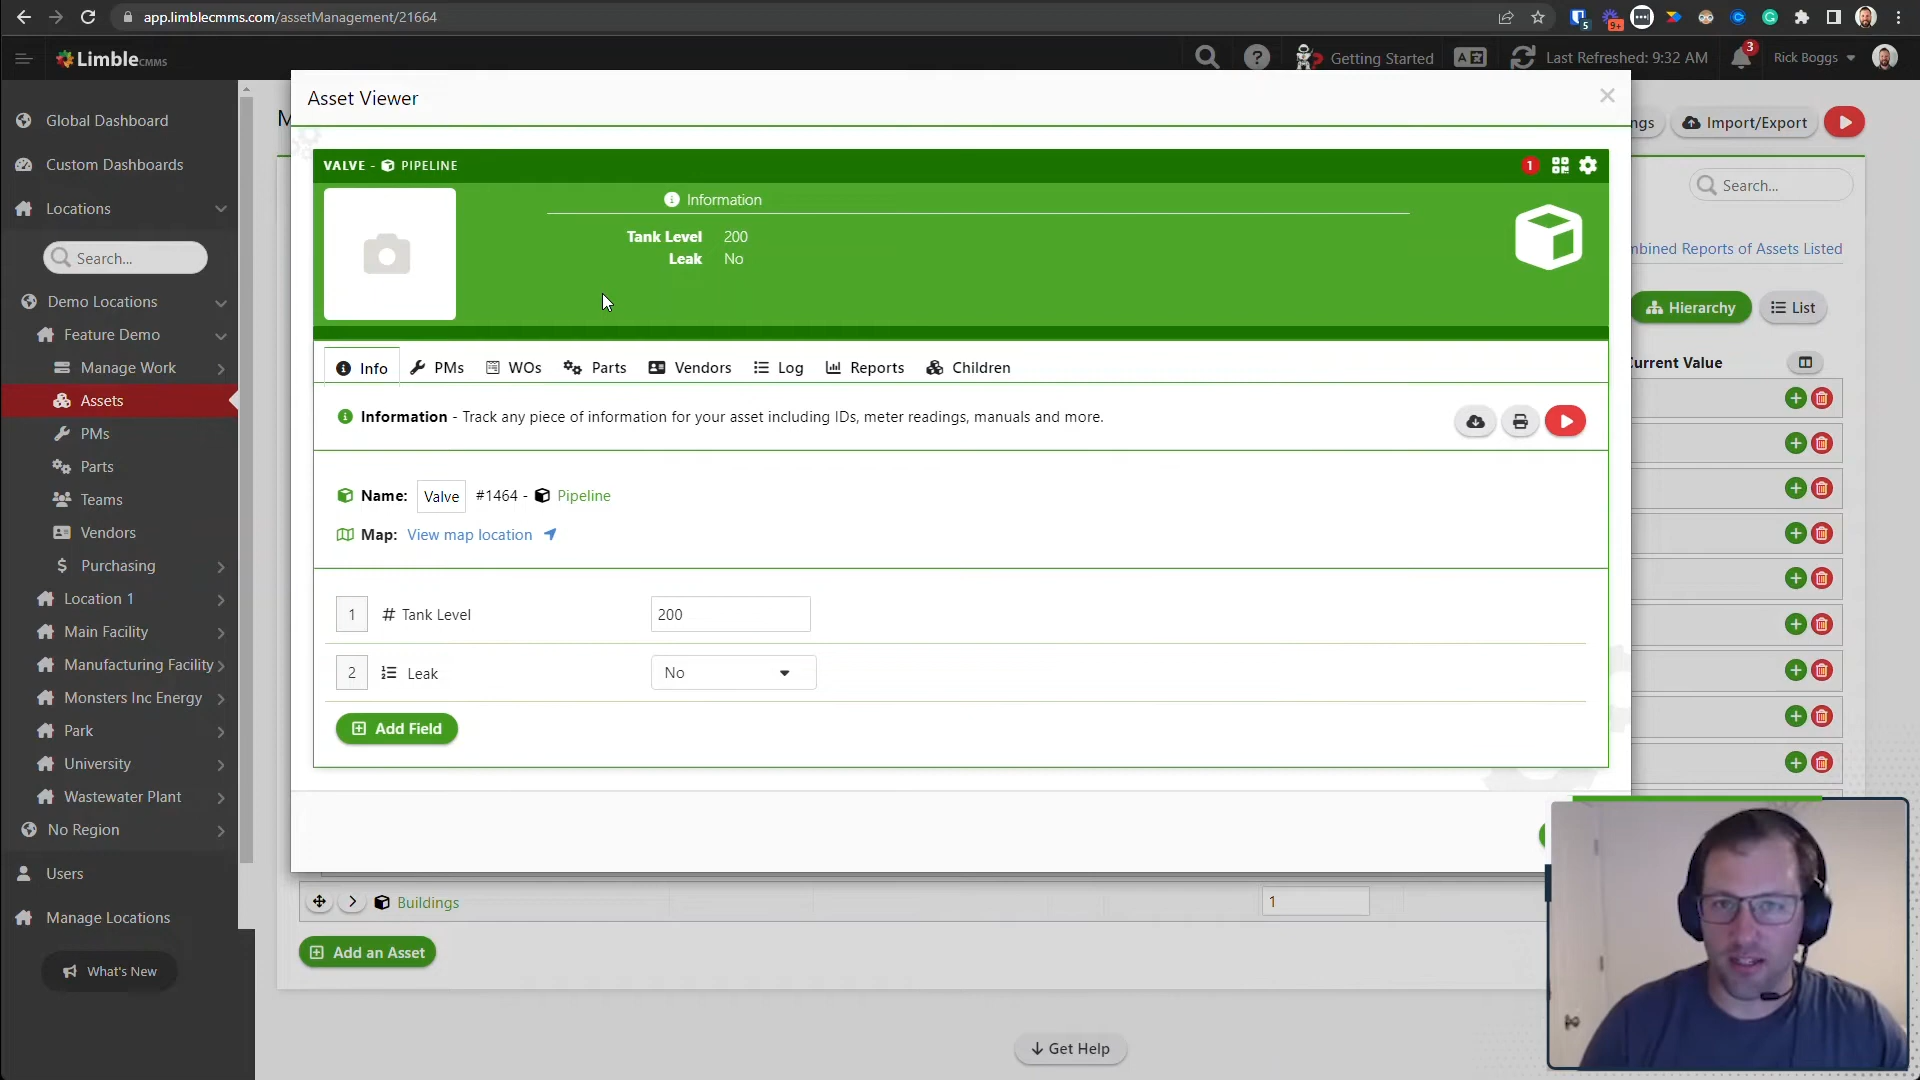 app.limblecmms.com/assetManagement/21664
5
9+
LimbleCMMS
Getting Started
Last Refreshed: 9:32 AM
3
Rick Boggs
Global Dashboard
Custom Dashboards
Locations
Search...
Demo Locations
Feature Demo
Manage Work
Assets
PMs
Parts
Teams
Vendors
$ Purchasing
Location 1
Main Facility
Manufacturing Facility
Monsters Inc Energy
Park
University
Wastewater Plant
No Region
Users
Manage Locations
What's New
Asset Viewer
Import/Export
Search...
Combined Reports of Assets Listed
Hierarchy
List
Current Value
VALVE - PIPELINE
1
Information
Tank Level 200
Leak No
Info
PMs
WOs
Parts
Vendors
Log
Reports
Children
Information - Track any piece of information for your asset including IDs, meter readings, manuals and more.
Name: Valve #1464 - Pipeline
Map: View map location
1 # Tank Level 200
2 Leak No
Add Field
Buildings 1
Add an Asset
Get Help